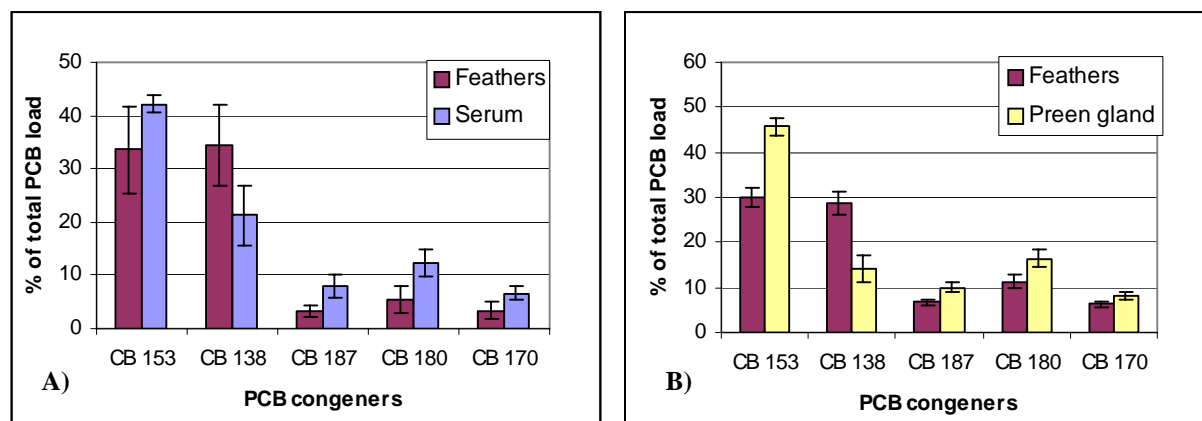 50
40
30
20
10
0
% of total PCB load
Feathers
Serum
CB 153 CB 138 CB 187 CB 180 CB 170
A)
PCB congeners
60
50
40
30
20
10
0
% of total PCB load
Feathers
Preen gland
CB 153 CB 138 CB 187 CB 180 CB 170
B)
PCB congeners